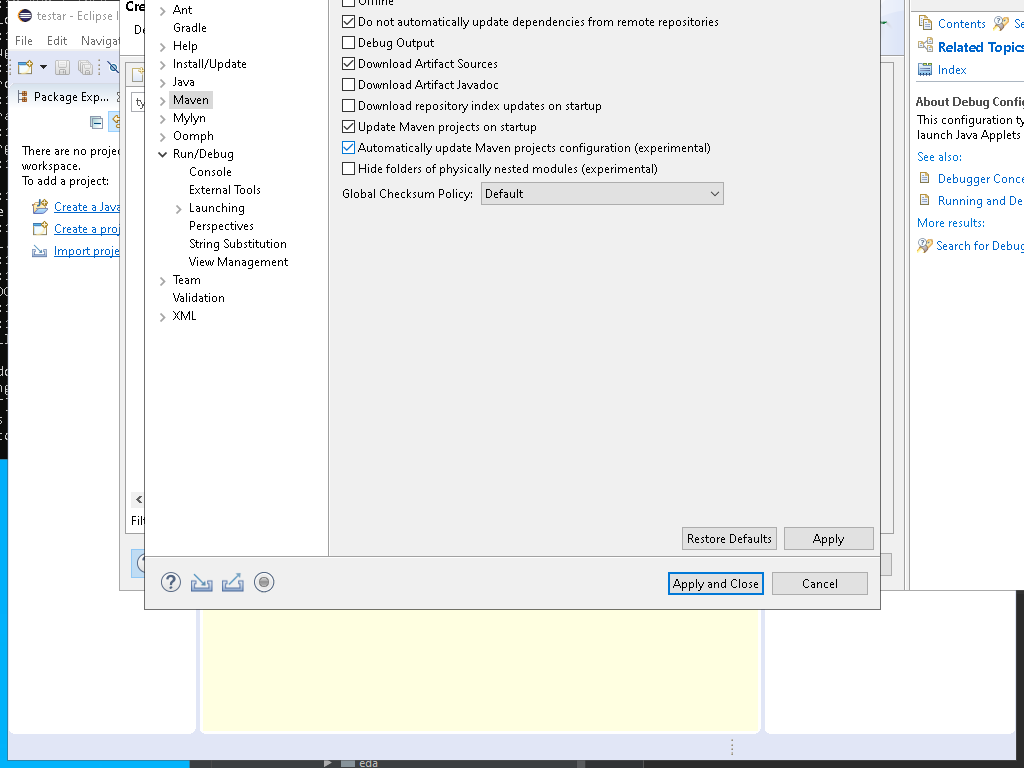 testar - Eclipse I
File Edit Navigat
Package Exp...
There are no proje
workspace.
To add a project:
Create a Java
Create a proj
Import proje
Cre
De
ty
Filt
Ant
Gradle
Help
Install/Update
Java
Maven
Mylyn
Oomph
Run/Debug
Console
External Tools
Launching
Perspectives
String Substitution
View Management
Team
Validation
XML
Offline
Do not automatically update dependencies from remote repositories
Debug Output
Download Artifact Sources
Download Artifact Javadoc
Download repository index updates on startup
Update Maven projects on startup
Automatically update Maven projects configuration (experimental)
Hide folders of physically nested modules (experimental)
Global Checksum Policy: Default
Restore Defaults Apply
Apply and Close Cancel
Contents Se
Related Topics
Index
About Debug Config
This configuration ty
launch Java Applets
See also:
Debugger Conce
Running and De
More results:
Search for Debug
eda